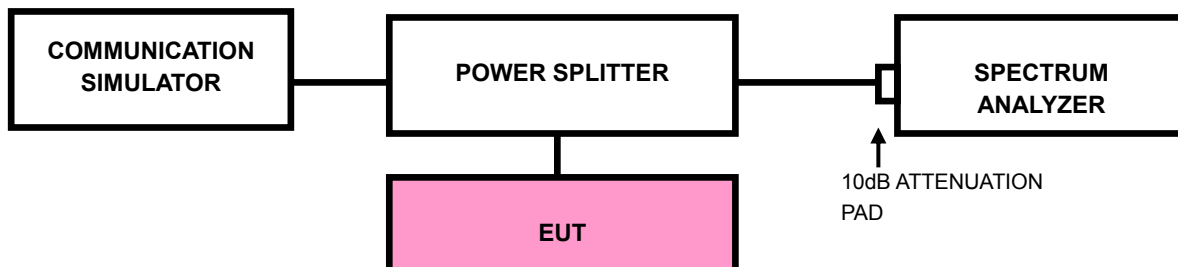 COMMUNICATION
SIMULATOR
POWER SPLITTER
SPECTRUM
ANALYZER
10dB ATTENUATION
PAD
EUT